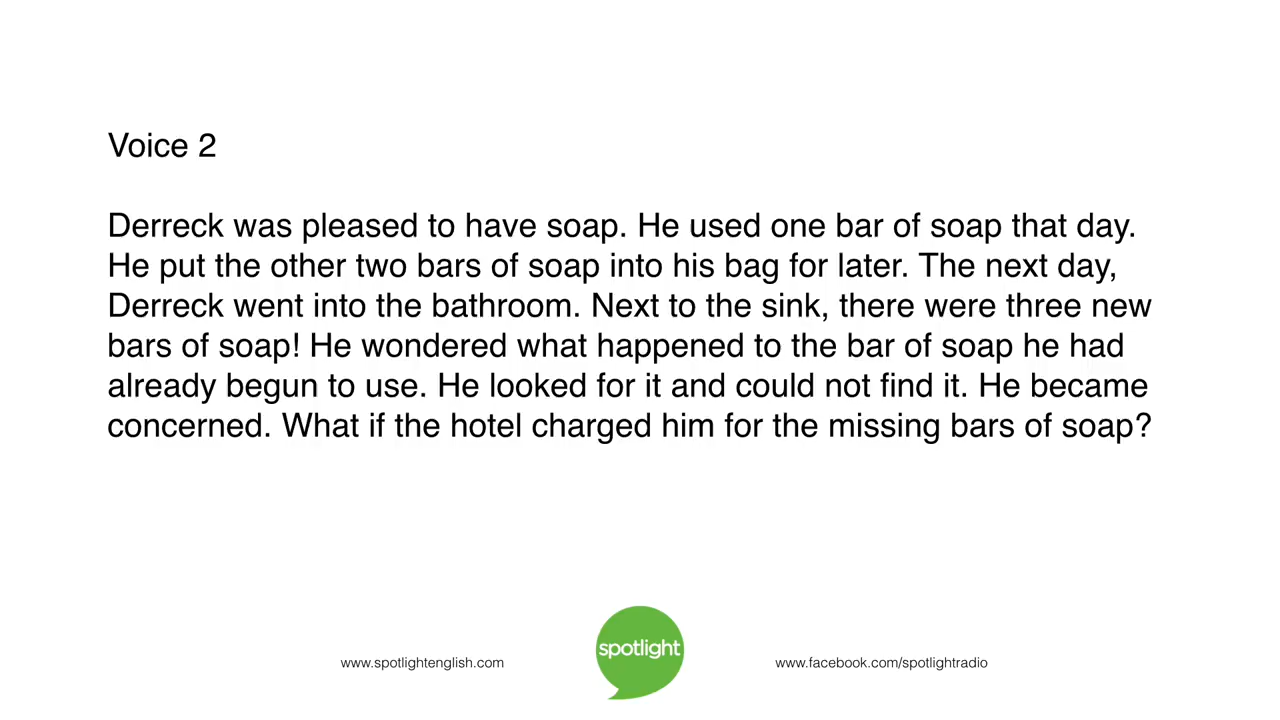 Voice 2
Derreck was pleased to have soap. He used one bar of soap that day.
He put the other two bars of soap into his bag for later. The next day,
Derreck went into the bathroom. Next to the sink, there were three new
bars of soap! He wondered what happened to the bar of soap he had
already begun to use. He looked for it and could not find it. He became
concerned. What if the hotel charged him for the missing bars of soap?
www.spotlightenglish.com
spotlight
www.facebook.com/spotlightradio